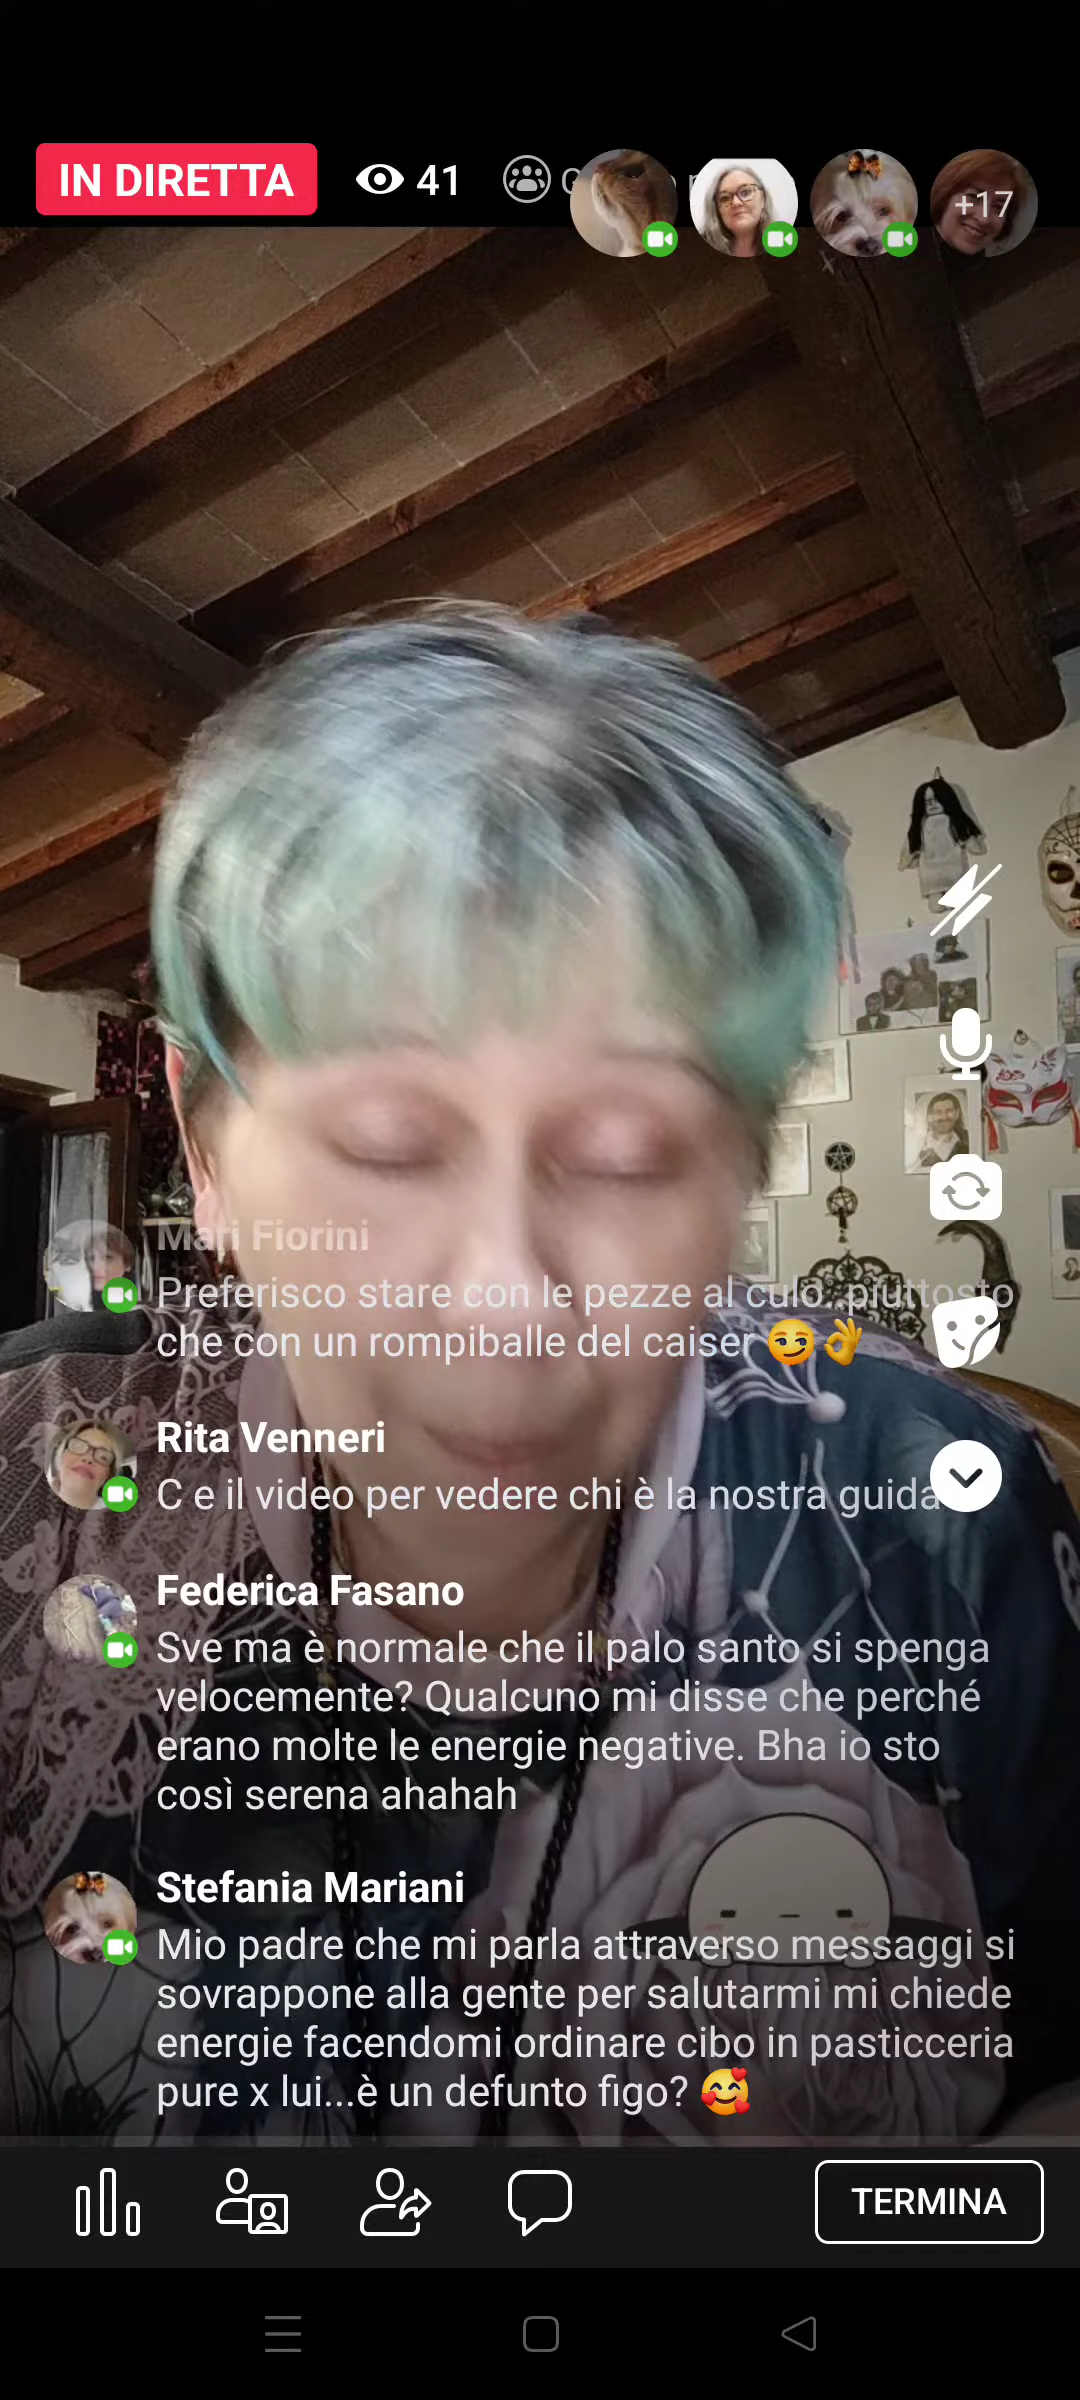 IN DIRETTA
41
+17
Mari Fiorini
Preferisco stare con le pezze al culo, piuttosto
che con un rompiballe del caiser 😏👌
Rita Venneri
C e il video per vedere chi è la nostra guida
Federica Fasano
Sve ma è normale che il palo santo si spenga
velocemente? Qualcuno mi disse che perché
erano molte le energie negative. Bha io sto
così serena ahahah
Stefania Mariani
Mio padre che mi parla attraverso messaggi si
sovrappone alla gente per salutarmi mi chiede
energie facendomi ordinare cibo in pasticceria
pure x lui...è un defunto figo? 🥰
TERMINA